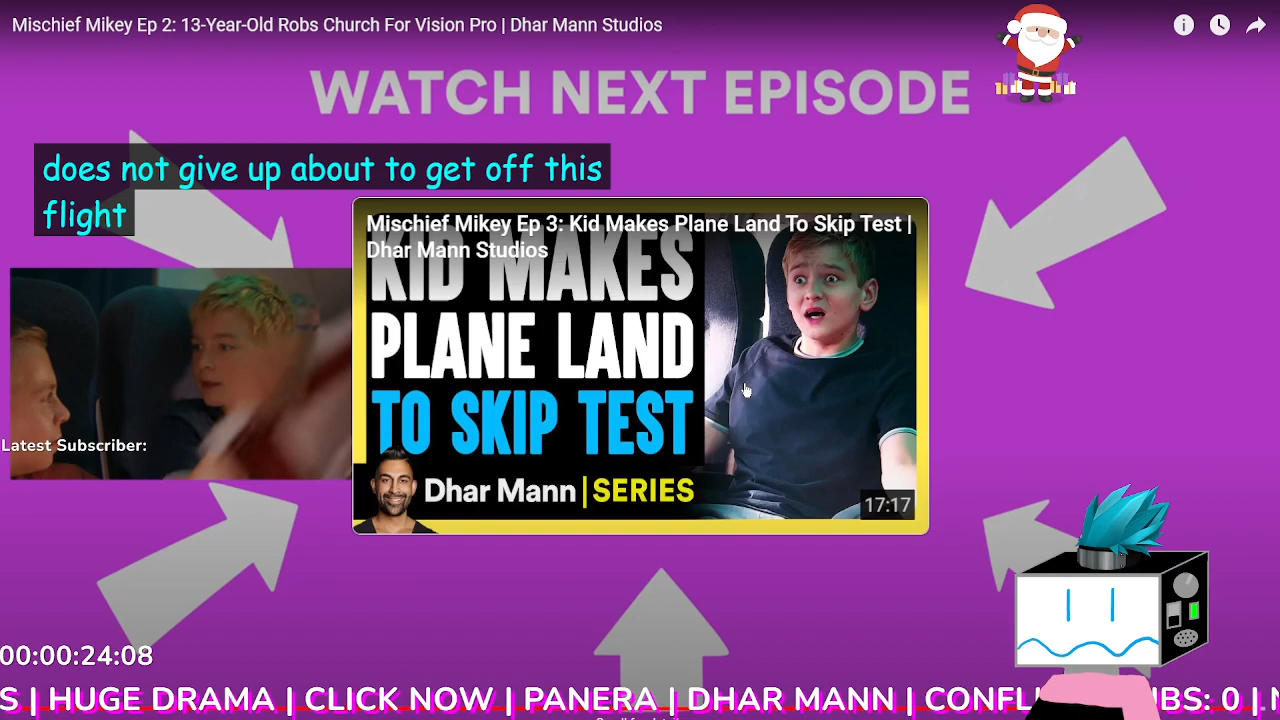 Mischief Mikey Ep 2: 13-Year-Old Robs Church For Vision Pro | Dhar Mann Studios
WATCH NEXT EPISODE
does not give up about to get off this
flight
Mischief Mikey Ep 3: Kid Makes Plane Land To Skip Test |
Dhar Mann Studios
KID MAKES
PLANE LAND
TO SKIP TEST
Dhar Mann | SERIES
17:17
Latest Subscriber:
00:00:24:08
S | HUGE DRAMA | CLICK NOW | PANERA | DHAR MANN | CONFL BS: 0 |